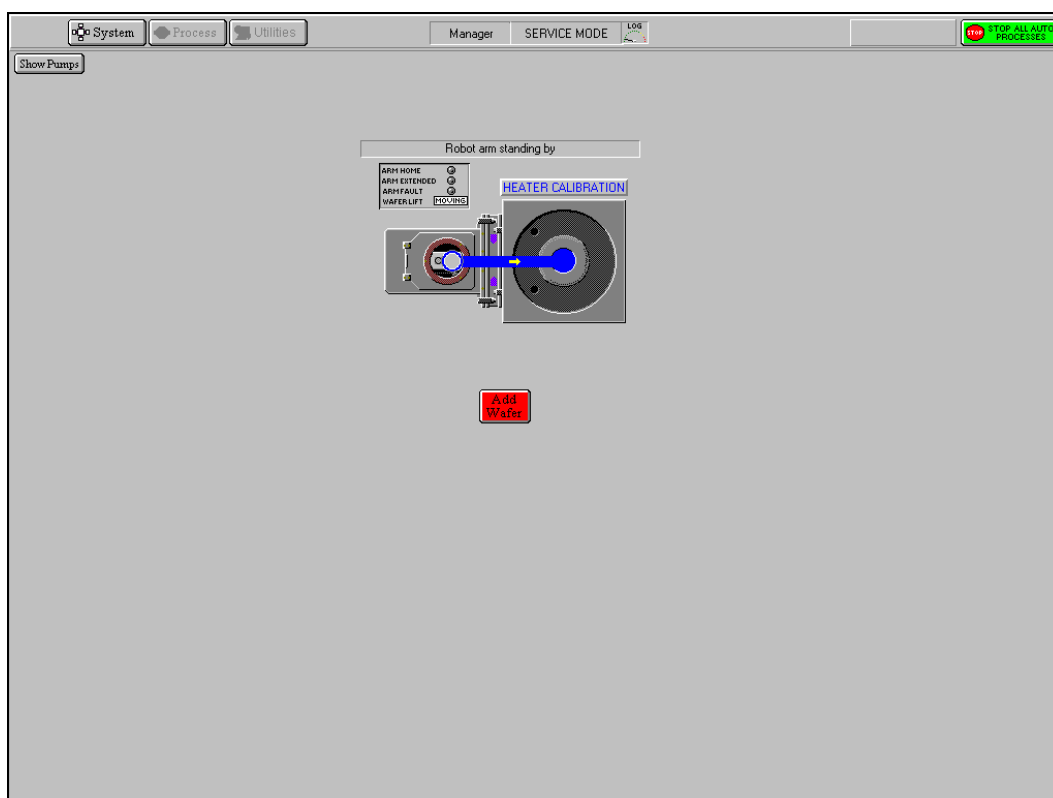 System
Process
Utilities
Manager
SERVICE MODE
LOG
STOP
STOP ALL AUTO
PROCESSES
Show Pumps
Robot arm standing by
ARM HOME
ARM EXTENDED
ARM FAULT
WAFER LIFT MOVING
HEATER CALIBRATION
Add
Wafer